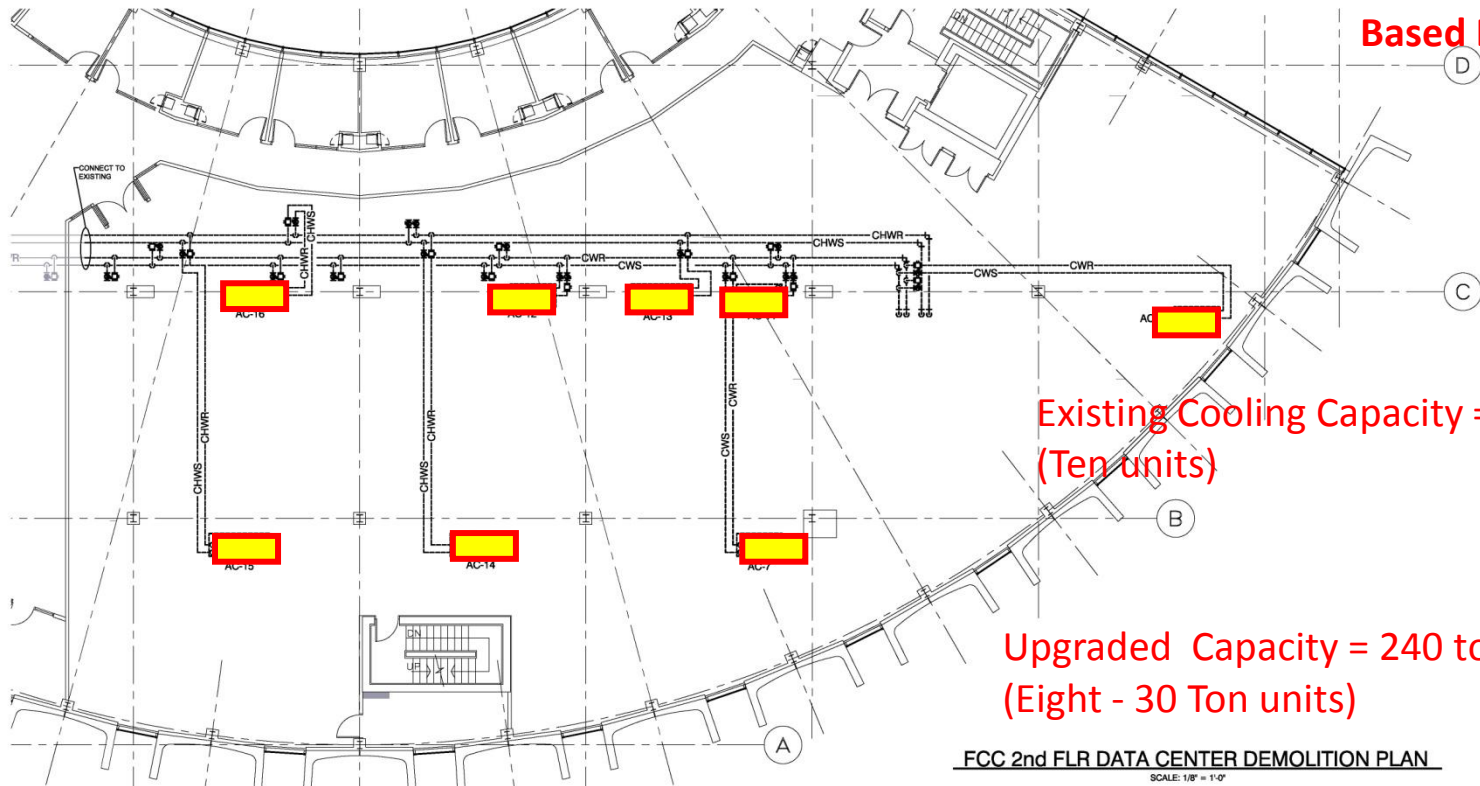 Based
D
DN
CONNECT TO
EXISTING
CHWS
CHWR
CHWR
CHWS
CWR
CWS
CWR
CWS
C
AC-16
AC-13
CHWR
CHWS
CHWR
CHWS
CWR
CWS
Existing Cooling Capacity =
(Ten units)
B
AC-15
AC-14
AC-7
DN
UP
Upgraded Capacity = 240
(Eight - 30 Ton units)
A
FCC 2nd FLR DATA CENTER DEMOLITION PLAN
SCALE: 1/8" = 1'-0"